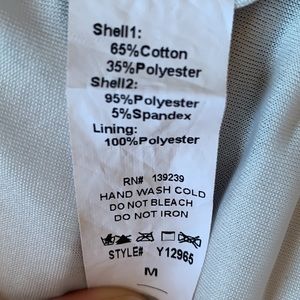 Shell1:
65%Cotton
35%Polyester
Shell2:
95%Polyester
5%Spandex
Lining:
100%Polyester
RN# 139239
HAND WASH COLD
DO NOT BLEACH
DO NOT IRON
STYLE# Y12965
M